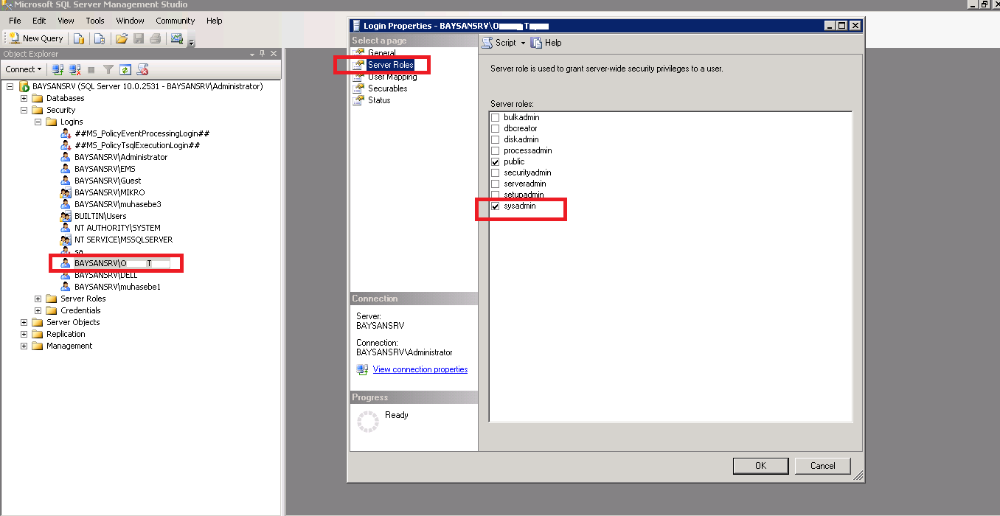 Microsoft SQL Server Management Studio
File Edit View Tools Window Community Help
New Query
Object Explorer
Connect
BAYSANSRV (SQL Server 10.0.2531 - BAYSANSRV\Administrator)
Databases
Security
Logins
##MS_PolicyEventProcessingLogin##
##MS_PolicyTsqlExecutionLogin##
BAYSANSRV\Administrator
BAYSANSRV\EMS
BAYSANSRV\Guest
BAYSANSRV\MIKRO
BAYSANSRV\muhasebe3
BUILTIN\Users
NT AUTHORITY\SYSTEM
NT SERVICE\MSSQLSERVER
sa
BAYSANSRV\O T
BAYSANSRV\DELL
BAYSANSRV\muhasebe1
Server Roles
Credentials
Server Objects
Replication
Management
Login Properties - BAYSANSRV\O T
Select a page
General
Server Roles
User Mapping
Securables
Status
Connection
Server:
BAYSANSRV
Connection:
BAYSANSRV\Administrator
View connection properties
Progress
Ready
Script Help
Server role is used to grant server-wide security privileges to a user.
Server roles:
bulkadmin
dbcreator
diskadmin
processadmin
public
securityadmin
serveradmin
setupadmin
sysadmin
OK Cancel